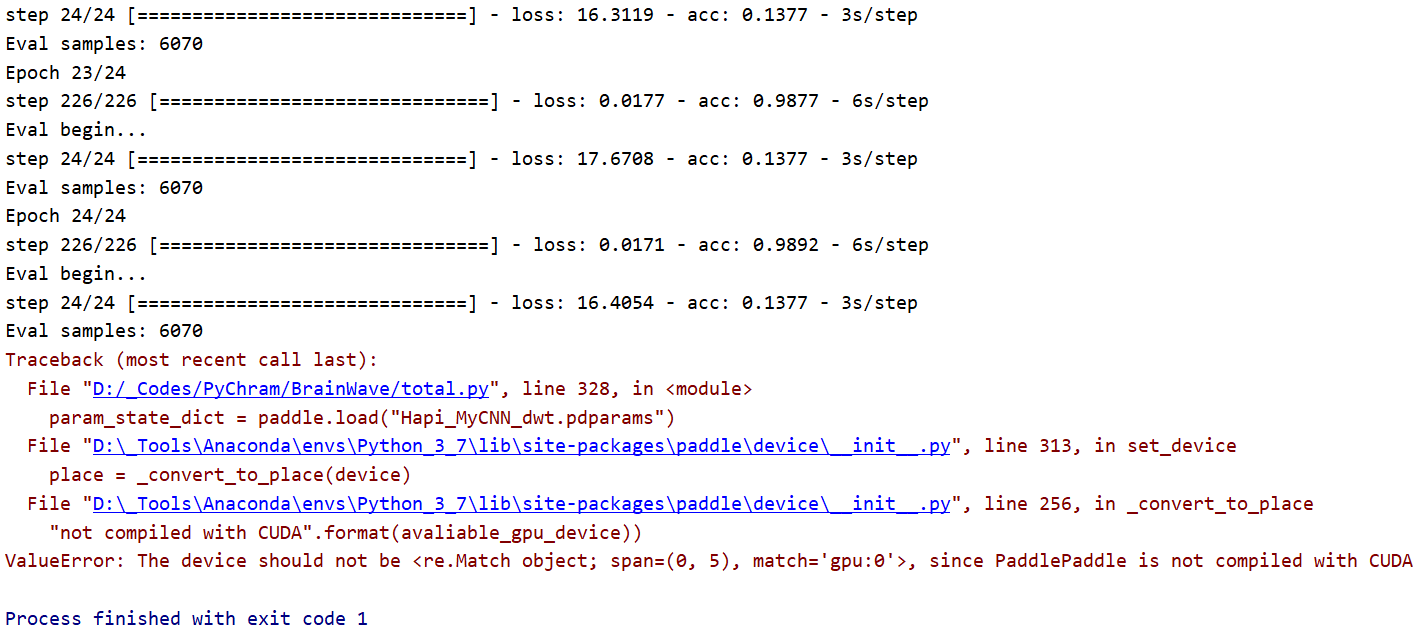 step 24/24 [==============================] - loss: 16.3119 - acc: 0.1377 - 3s/step
Eval samples: 6070
Epoch 23/24
step 226/226 [==============================] - loss: 0.0177 - acc: 0.9877 - 6s/step
Eval begin...
step 24/24 [==============================] - loss: 17.6708 - acc: 0.1377 - 3s/step
Eval samples: 6070
Epoch 24/24
step 226/226 [==============================] - loss: 0.0171 - acc: 0.9892 - 6s/step
Eval begin...
step 24/24 [==============================] - loss: 16.4054 - acc: 0.1377 - 3s/step
Eval samples: 6070
Traceback (most recent call last):
  File "D:/_Codes/PyChram/BrainWave/total.py", line 328, in <module>
    param_state_dict = paddle.load("Hapi_MyCNN_dwt.pdparams")
  File "D:\_Tools\Anaconda\envs\Python_3_7\lib\site-packages\paddle\device\__init__.py", line 313, in set_device
    place = _convert_to_place(device)
  File "D:\_Tools\Anaconda\envs\Python_3_7\lib\site-packages\paddle\device\__init__.py", line 256, in _convert_to_place
    "not compiled with CUDA".format(avaliable_gpu_device))
ValueError: The device should not be <re.Match object; span=(0, 5), match='gpu:0'>, since PaddlePaddle is not compiled with CUDA
Process finished with exit code 1